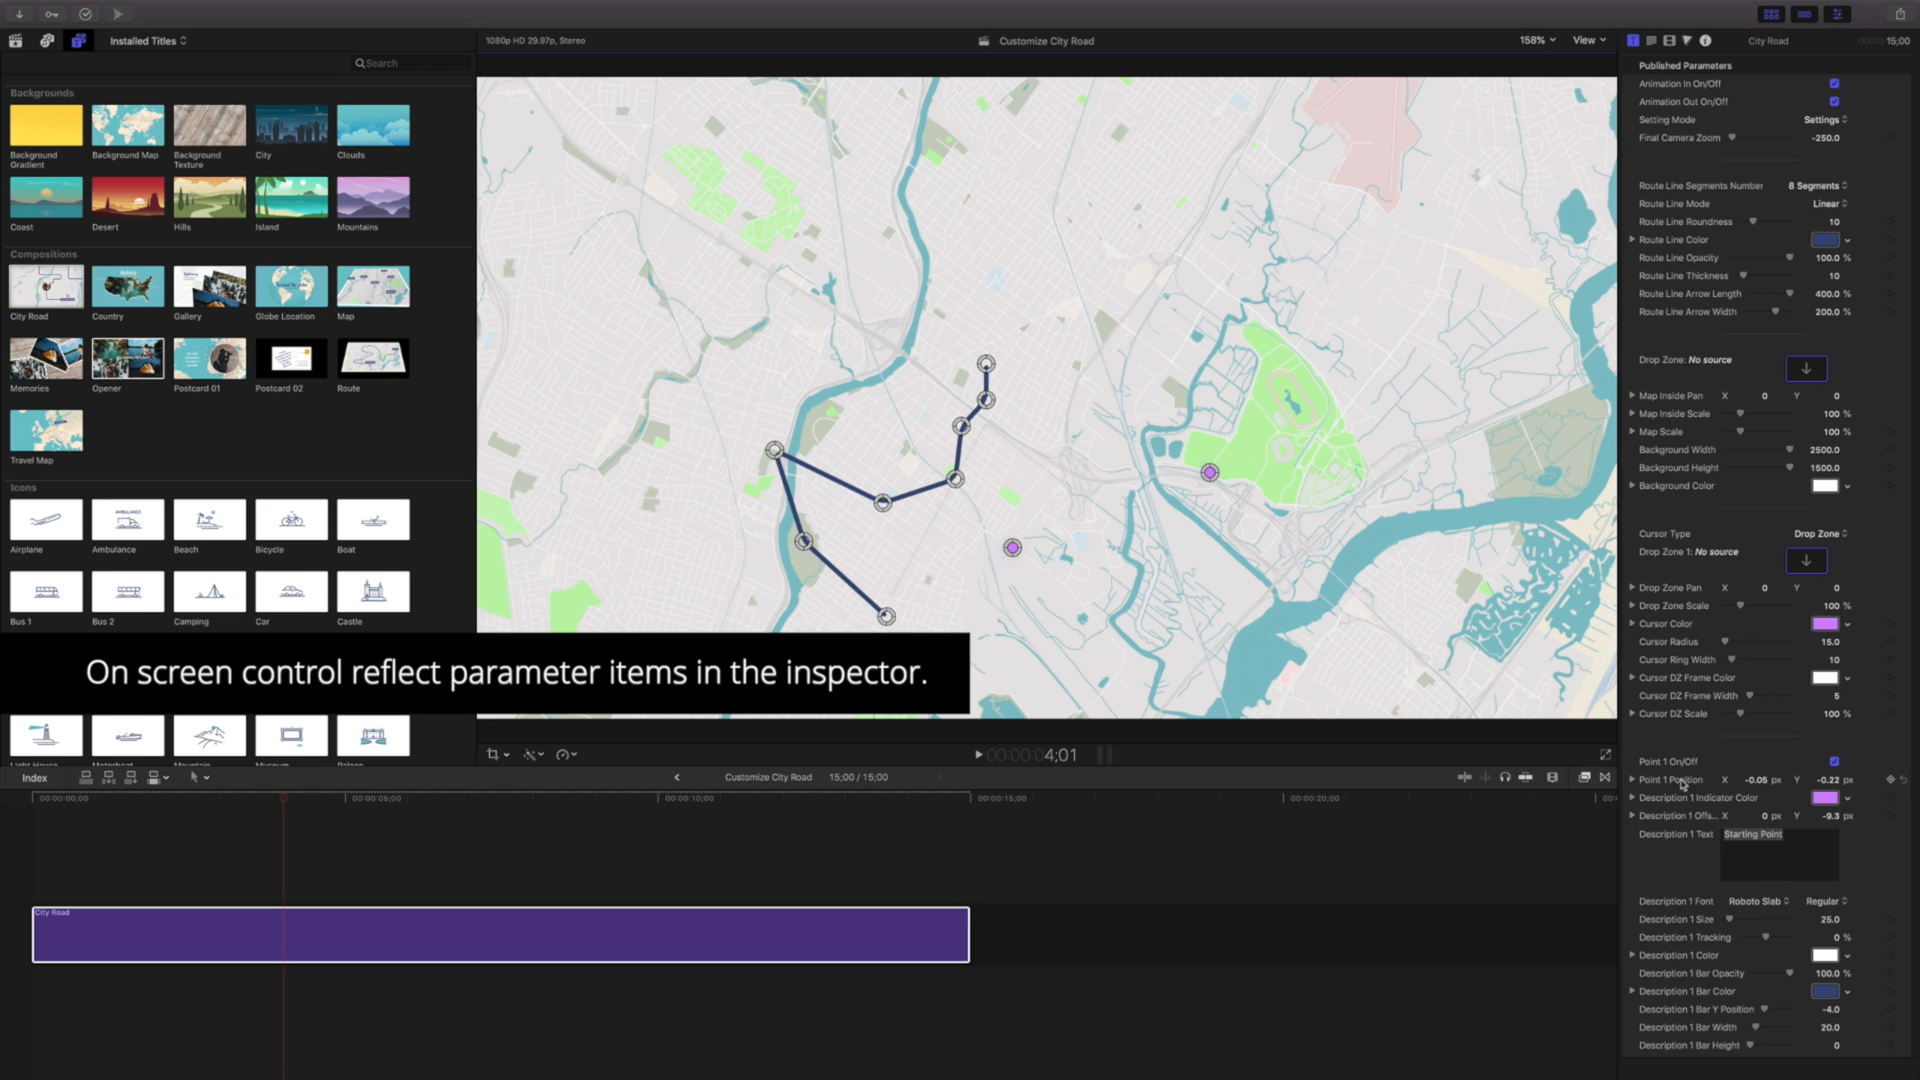 Installed Titles
1080p HD 29.97p, Stereo
Customize City Road
158%
View
City Road
15;00
Search
Backgrounds
Background Gradient
Background Map
Background Texture
City
Clouds
Coast
Desert
Hills
Island
Mountains
Compositions
City Road
Country
Gallery
Globe Location
Map
Memories
Opener
Postcard 01
Postcard 02
Route
Travel Map
Icons
Airplane
AMBULANCE
Ambulance
Beach
Bicycle
Boat
Bus 1
Bus 2
Camping
Car
Castle
On screen control reflect parameter items in the inspector.
Light House
Motorboat
Mountain
Museum
Palace
00:00:00:04;01
Index
Customize City Road
15;00 / 15;00
00:00:00;00
00:00:05;00
00:00:10;00
00:00:15;00
00:00:20;00
City Road
Published Parameters
Animation In On/Off
Animation Out On/Off
Setting Mode Settings
Final Camera Zoom -250.0
Route Line Segments Number 8 Segments
Route Line Mode Linear
Route Line Roundness 10
Route Line Color
Route Line Opacity 100.0 %
Route Line Thickness 10
Route Line Arrow Length 400.0 %
Route Line Arrow Width 200.0 %
Drop Zone: No source
Map Inside Pan X 0 Y 0
Map Inside Scale 100 %
Map Scale 100 %
Background Width 2500.0
Background Height 1500.0
Background Color
Cursor Type Drop Zone
Drop Zone 1: No source
Drop Zone Pan X 0 Y 0
Drop Zone Scale 100 %
Cursor Color
Cursor Radius 15.0
Cursor Ring Width 10
Cursor DZ Frame Color
Cursor DZ Frame Width 5
Cursor DZ Scale 100 %
Point 1 On/Off
Point 1 Position X -0.05 px Y -0.22 px
Description 1 Indicator Color
Description 1 Offs... X 0 px Y -9.3 px
Description 1 Text Starting Point
Description 1 Font Roboto Slab Regular
Description 1 Size 25.0
Description 1 Tracking 0 %
Description 1 Color
Description 1 Bar Opacity 100.0 %
Description 1 Bar Color
Description 1 Bar Y Position -4.0
Description 1 Bar Width 20.0
Description 1 Bar Height 0